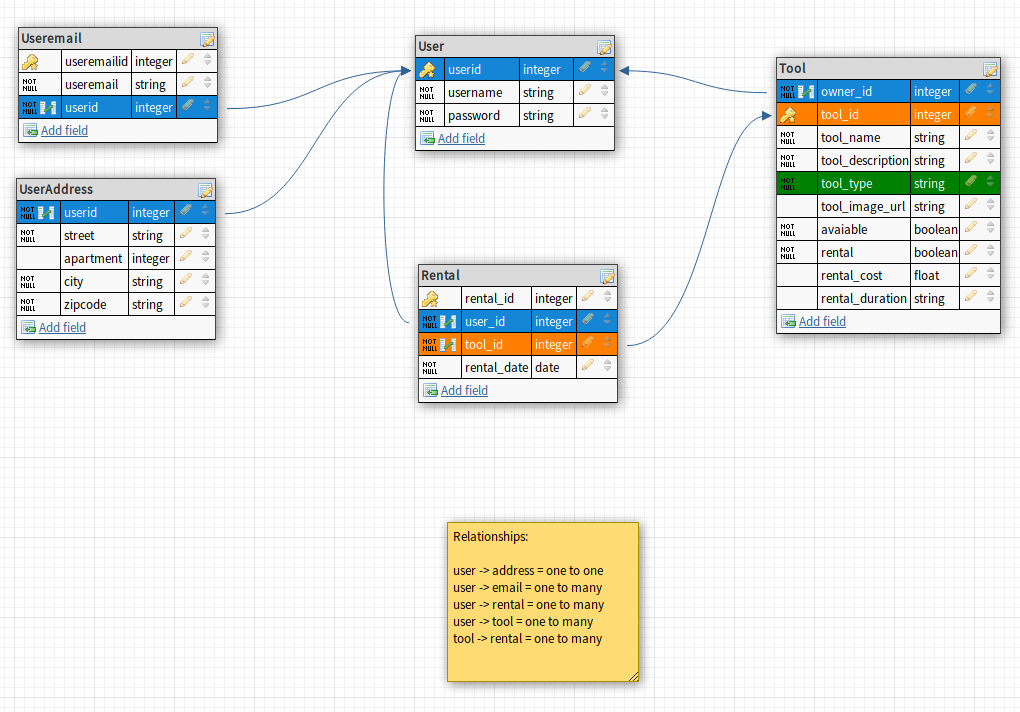 Useremail
useremailid integer
NOT NULL useremail string
NOT NULL userid integer
Add field
UserAddress
NOT NULL userid integer
NOT NULL street string
apartment integer
NOT NULL city string
NOT NULL zipcode string
Add field
User
userid integer
NOT NULL username string
NOT NULL password string
Add field
Rental
rental_id integer
NOT NULL user_id integer
NOT NULL tool_id integer
NOT NULL rental_date date
Add field
Tool
NOT NULL owner_id integer
tool_id integer
NOT NULL tool_name string
NOT NULL tool_description string
NOT NULL tool_type string
tool_image_url string
NOT NULL avaiable boolean
NOT NULL rental boolean
rental_cost float
rental_duration string
Add field
Relationships:
user -> address = one to one
user -> email = one to many
user -> rental = one to many
user -> tool = one to many
tool -> rental = one to many